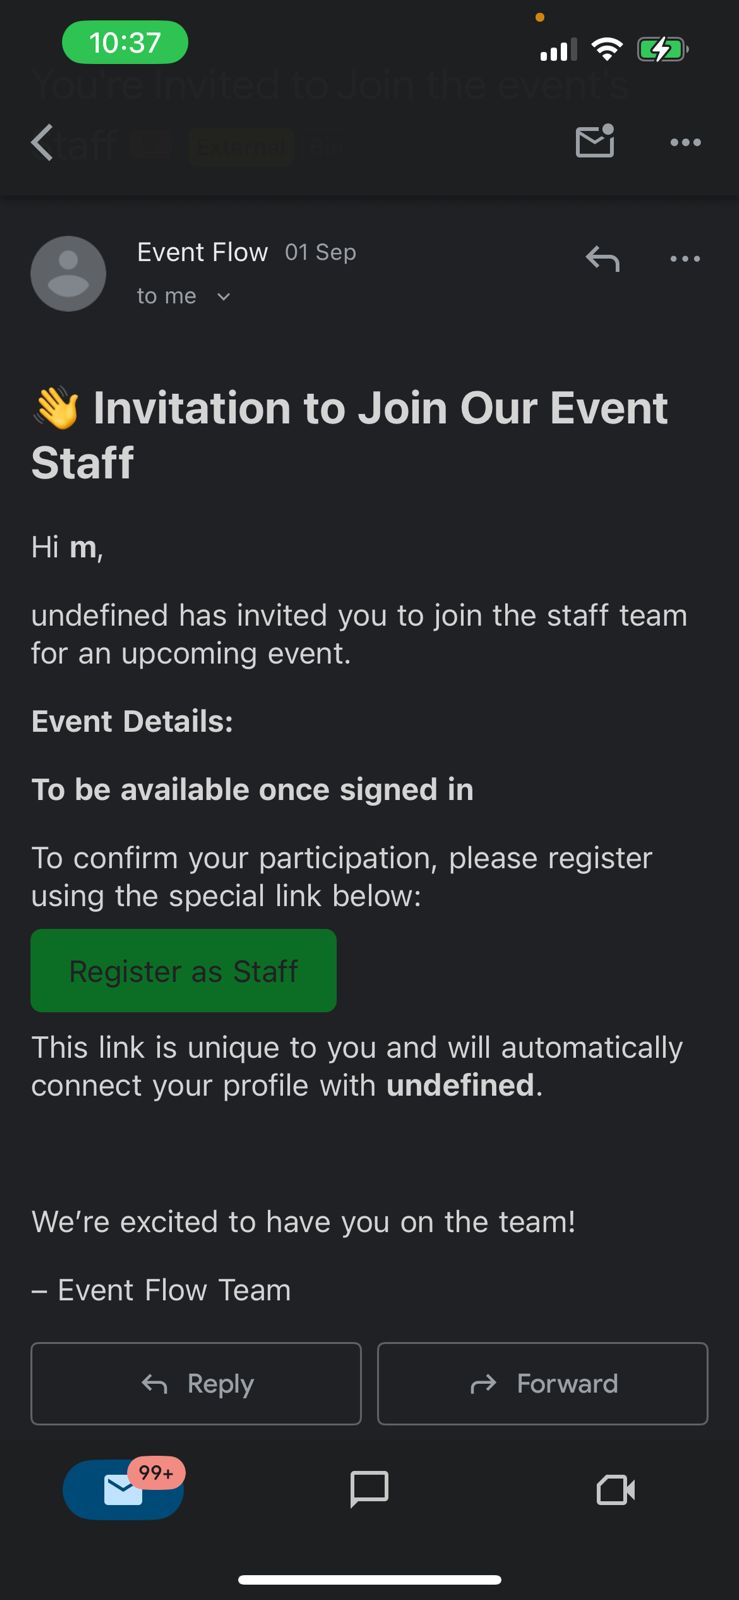 10:37
You're Invited to Join the event's
staff External Bin
Event Flow 01 Sep
to me
👋 Invitation to Join Our Event
Staff
Hi m,
undefined has invited you to join the staff team
for an upcoming event.
Event Details:
To be available once signed in
To confirm your participation, please register
using the special link below:
Register as Staff
This link is unique to you and will automatically
connect your profile with undefined.
We’re excited to have you on the team!
– Event Flow Team
Reply
Forward
99+